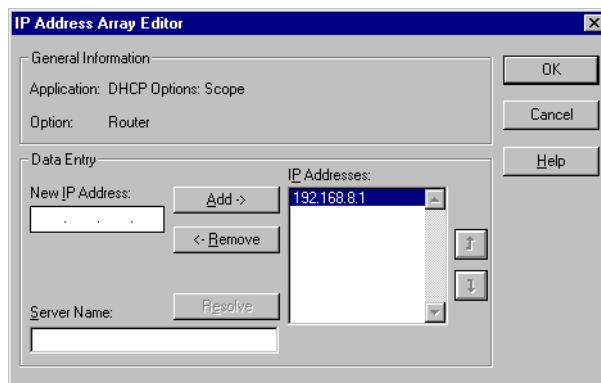 IP Address Array Editor
General Information
Application: DHCP Options: Scope
Option: Router
OK
Cancel
Help
Data Entry
New IP Address:
. . .
Add ->
<- Remove
IP Addresses:
192.168.8.1
Resolve
Server Name: